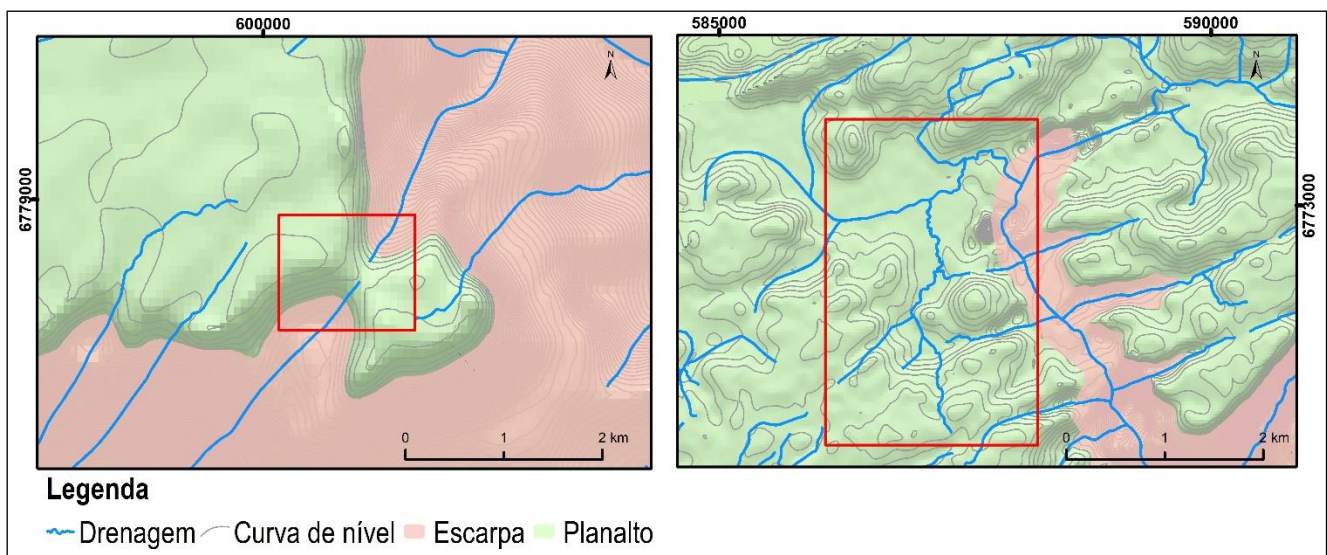 600000
585000
590000
N
N
6779000
6773000
0 1 2 km
0 1 2 km
Legenda
Drenagem Curva de nível Escarpa Planalto